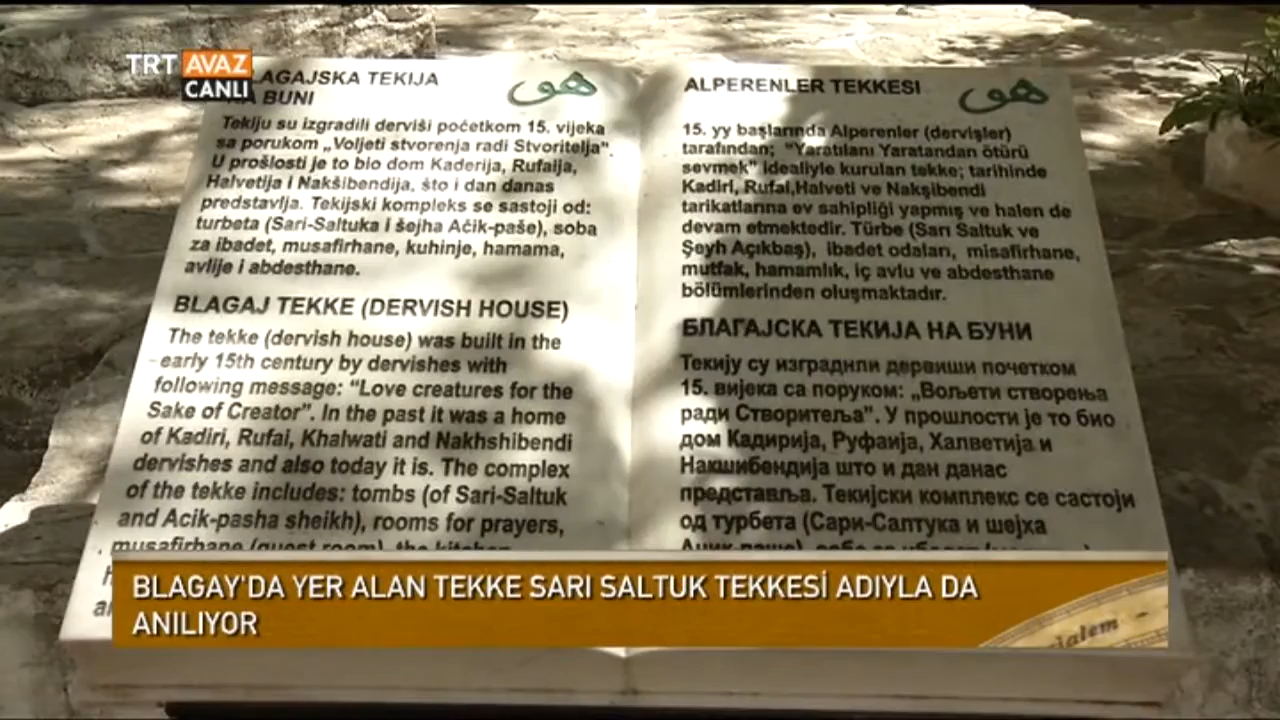 TRT AVAZ
CANLI
BLAGAJSKA TEKIJA
NA BUNI
هو
Tekiju su izgradili derviši početkom 15. vijeka
sa porukom „Voljeti stvorenja radi Stvoritelja".
U prošlosti je to bio dom Kaderija, Rufaija,
Halvetija i Nakšibendija, što i dan danas
predstavlja. Tekijski kompleks se sastoji od:
turbeta (Sari-Saltuka i šejha Ačik-paše), soba
za ibadet, musafirhane, kuhinje, hamama,
avlije i abdesthane.
BLAGAJ TEKKE (DERVISH HOUSE)
The tekke (dervish house) was built in the
early 15th century by dervishes with
following message: “Love creatures for the
Sake of Creator”. In the past it was a home
of Kadiri, Rufai, Khalwati and Nakhshibendi
dervishes and also today it is. The complex
of the tekke includes: tombs (of Sari-Saltuk
and Acik-pasha sheikh), rooms for prayers,
musafirhane (guest room), the kitchen,
ALPERENLER TEKKESİ
هو
15. yy başlarında Alperenler (dervişler)
tarafından; “Yaratılanı Yaratandan ötürü
sevmek” idealiyle kurulan tekke; tarihinde
Kadiri, Rufai,Halveti ve Nakşibendi
tarikatlarına ev sahipliği yapmış ve halen de
devam etmektedir. Türbe (Sarı Saltuk ve
Şeyh Açıkbaş), ibadet odaları, misafirhane,
mutfak, hamamlık, iç avlu ve abdesthane
bölümlerinden oluşmaktadır.
БЛАГАЈСКА ТЕКИЈА НА БУНИ
Текију су изградили дервиши почетком
15. вијека са поруком: „Вољети створења
ради Створитеља”. У прошлости је то био
дом Кадирија, Руфаија, Халветија и
Накшибендија што и дан данас
представља. Текијски комплекс се састоји
од турбета (Сари-Салтука и шејха
BLAGAY'DA YER ALAN TEKKE SARI SALTUK TEKKESİ ADIYLA DA
ANILIYOR